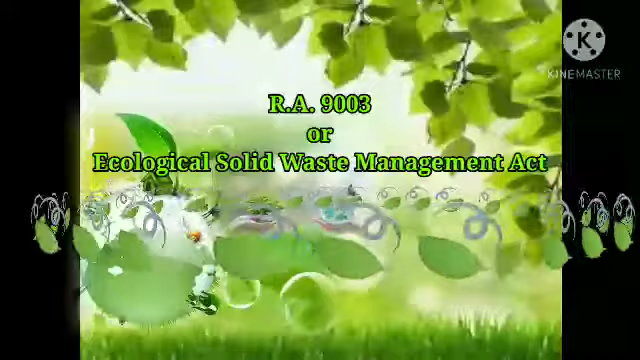 K
KINEMASTER
R.A. 9003
or
Ecological Solid Waste Management Act